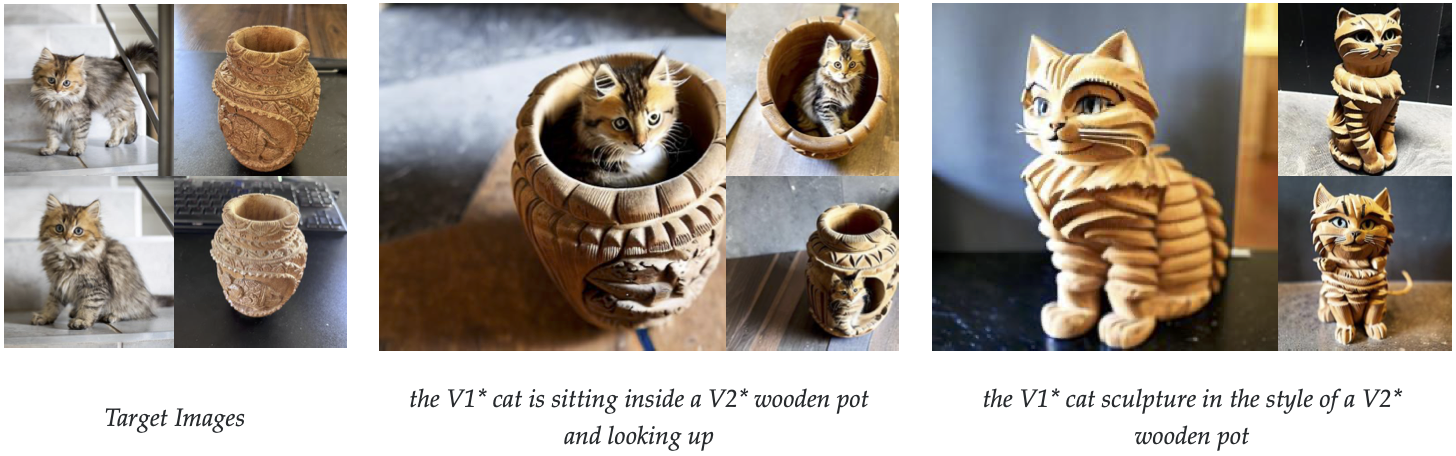 Target Images
the V1* cat is sitting inside a V2* wooden pot
and looking up
the V1* cat sculpture in the style of a V2*
wooden pot